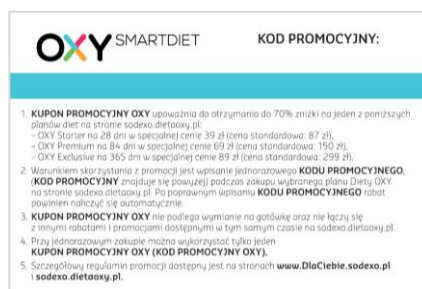 OXY SMARTDIET KOD PROMOCYJNY:
1. KUPON PROMOCYJNY OXY upoważnia do otrzymania do 70% zniżki na jeden z poniższych
planów diet na stronie sodexo.dietaoxy.pl:
– OXY Starter na 28 dni w specjalnej cenie 39 zł (cena standardowa: 87 zł),
– OXY Premium na 84 dni w specjalnej cenie 69 zł (cena standardowa: 150 zł),
– OXY Exclusive na 365 dni w specjalnej cenie 89 zł (cena standardowa: 299 zł).
2. Warunkiem skorzystania z promocji jest wpisanie jednorazowego KODU PROMOCYJNEGO,
(KOD PROMOCYJNY znajduje się powyżej) podczas zakupu wybranego planu Diety OXY
na stronie sodexo.dietaoxy.pl. Po poprawnym wpisaniu KODU PROMOCYJNEGO rabat
powinien naliczyć się automatycznie.
3. KUPON PROMOCYJNY OXY nie podlega wymianie na gotówkę oraz nie łączy się
z innymi rabatami i promocjami dostępnymi w tym samym czasie na sodexo.dietaoxy.pl.
4. Przy jednorazowym zakupie można wykorzystać tylko jeden
KUPON PROMOCYJNY OXY (KOD PROMOCYJNY OXY).
5. Szczegółowy regulamin promocji dostępny jest na stronach www.DlaCiebie.sodexo.pl
i sodexo.dietaoxy.pl.